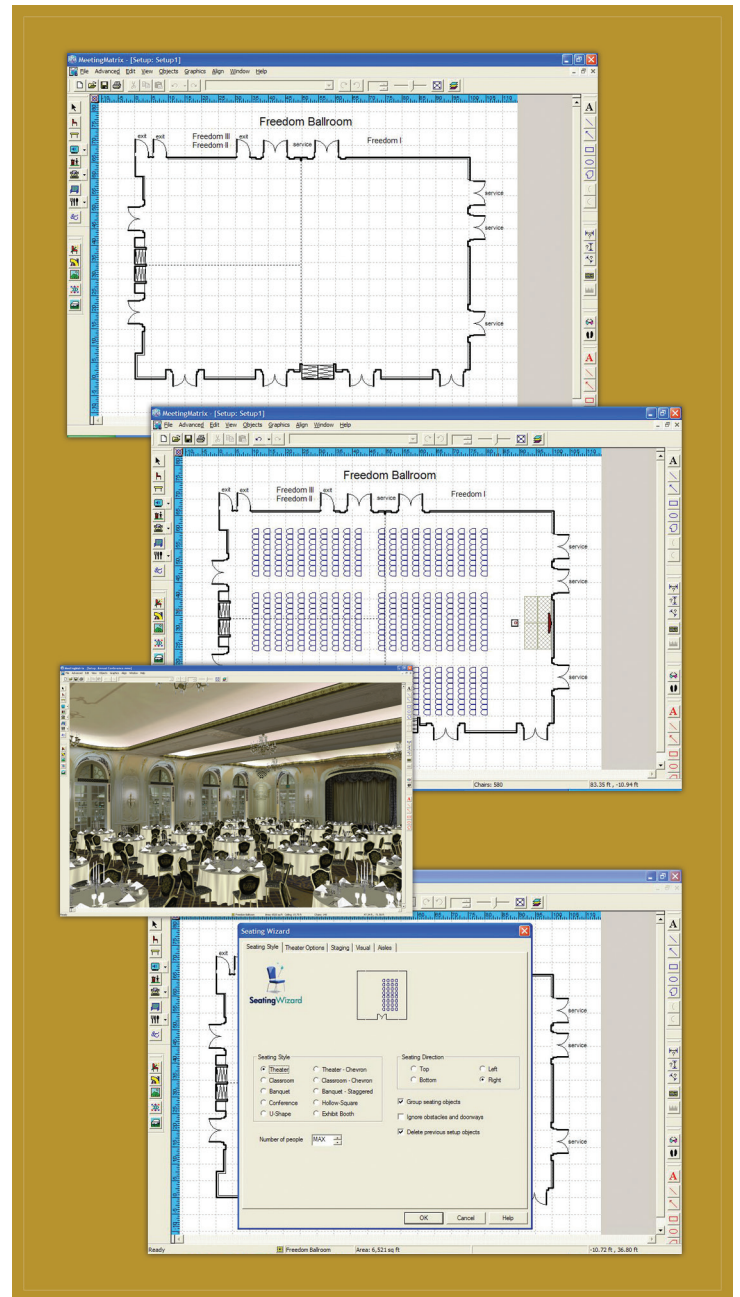 MeetingMatrix - [Setup: Setup1]
File Advanced Edit View Objects Graphics Align Window Help
Freedom Ballroom
exit exit Freedom III exit service Freedom I
Freedom II
service
service
service
A
A
MeetingMatrix - [Setup: Setup1]
File Advanced Edit View Objects Graphics Align Window Help
Freedom Ballroom
exit exit Freedom III exit service Freedom I
Freedom II
service
service
service
A
A
Chairs: 580 83.35 ft , -10.94 ft
Seating Wizard
Seating Style Theater Options Staging Visual Aisles
SeatingWizard
Seating Style
Theater Theater - Chevron
Classroom Classroom - Chevron
Banquet Banquet - Staggered
Conference Hollow-Square
U-Shape Exhibit Booth
Number of people MAX
Seating Direction
Top Left
Bottom Right
Group seating objects
Ignore obstacles and doorways
Delete previous setup objects
OK Cancel Help
exit
service
service
service
A
A
Ready Freedom Ballroom Area: 6,521 sq ft -10.72 ft , 36.80 ft